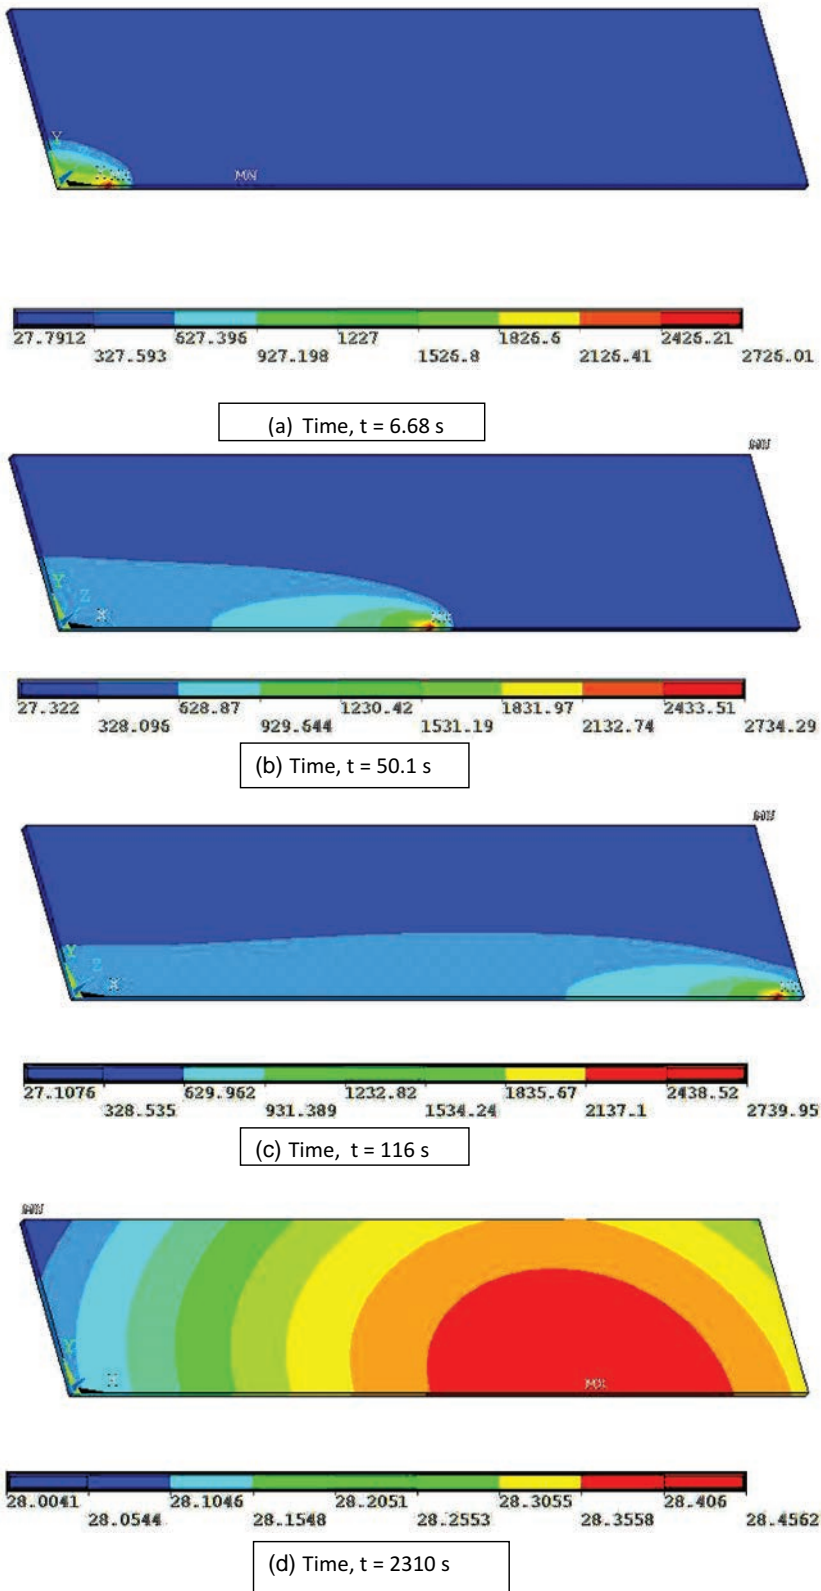 Y
MN
27.7912 627.396 1227 1826.6 2426.21
327.593 927.198 1526.8 2126.41 2726.01
(a) Time, t = 6.68 s
MN
Y
Z
X
MX
27.322 628.87 1230.42 1831.97 2433.51
328.096 929.644 1531.19 2132.74 2734.29
(b) Time, t = 50.1 s
MN
Y
Z
X
MX
27.1076 629.962 1232.82 1835.67 2438.52
328.535 931.389 1534.24 2137.1 2739.95
(c) Time, t = 116 s
MN
Y
X
MX
28.0041 28.1046 28.2051 28.3055 28.406
28.0544 28.1548 28.2553 28.3558 28.4562
(d) Time, t = 2310 s